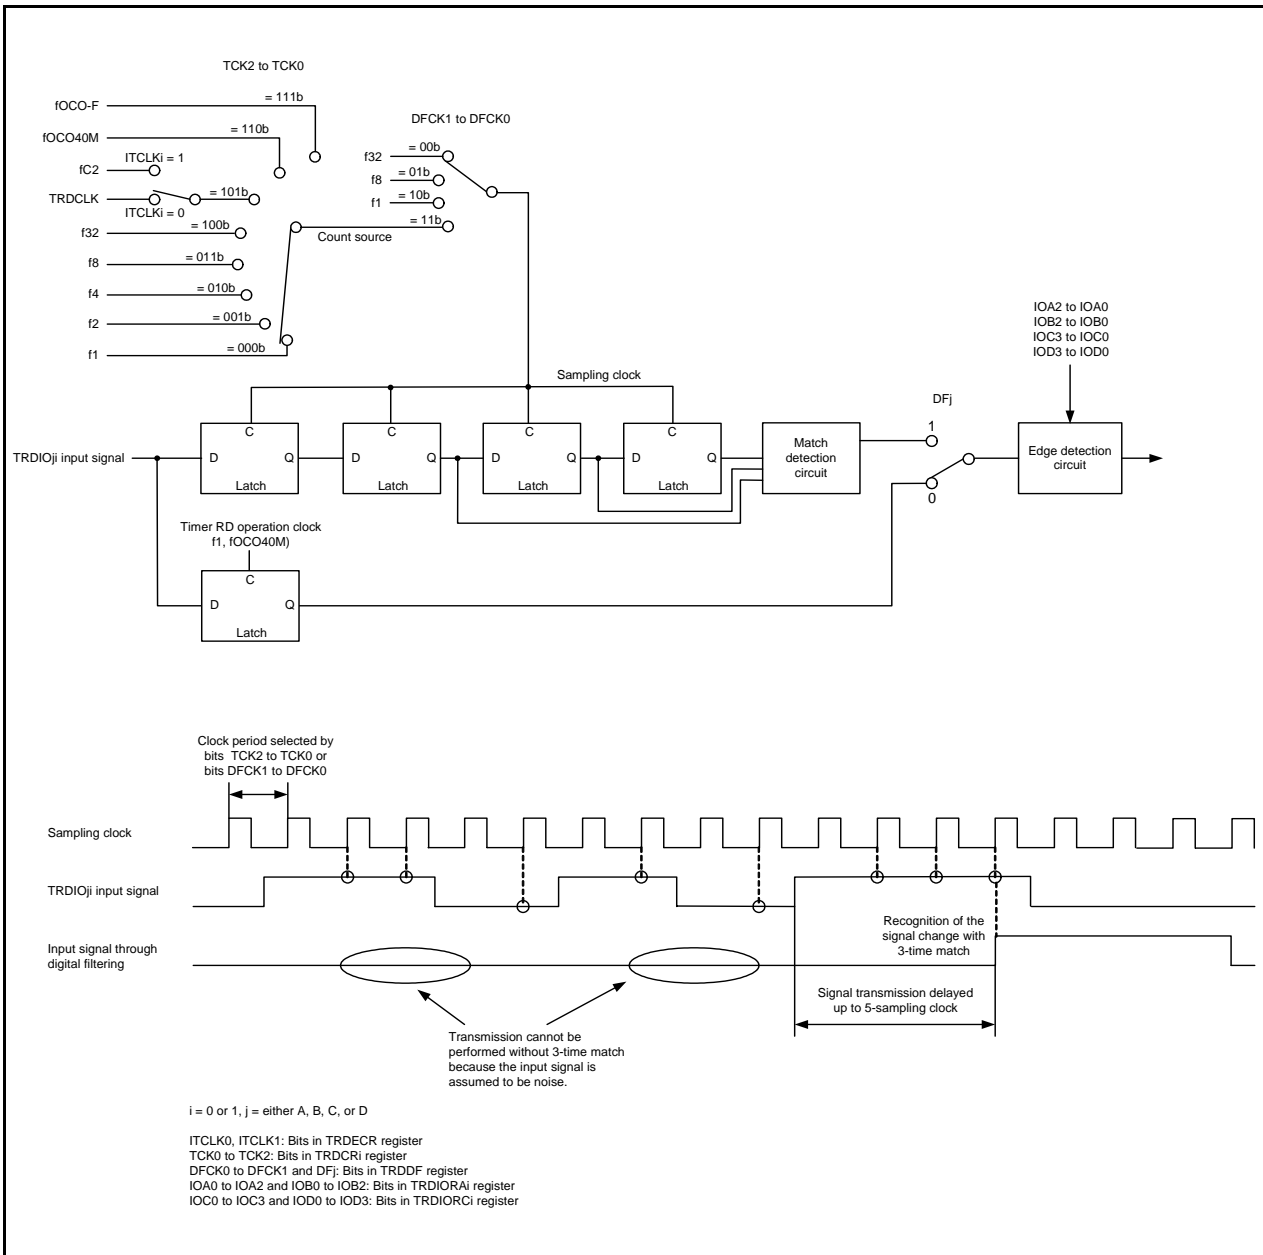 TCK2 to TCK0
fOCO-F
= 111b
DFCK1 to DFCK0
fOCO40M
= 110b
fC2
ITCLKi = 1
f32
= 00b
f8
= 01b
TRDCLK
= 101b
ITCLKi = 0
f1
= 10b
= 11b
f32
= 100b
Count source
f8
= 011b
f4
= 010b
f2
= 001b
f1
= 000b
IOA2 to IOA0
IOB2 to IOB0
IOC3 to IOC0
IOD3 to IOD0
Sampling clock
DFj
TRDIOji input signal
C
D
Q
Latch
C
D
Q
Latch
C
D
Q
Latch
C
D
Q
Latch
Match
detection
circuit
1
0
Edge detection
circuit
Timer RD operation clock
f1, fOCO40M)
C
D
Q
Latch
Clock period selected by
bits TCK2 to TCK0 or
bits DFCK1 to DFCK0
Sampling clock
TRDIOji input signal
Input signal through
digital filtering
Recognition of the
signal change with
3-time match
Signal transmission delayed
up to 5-sampling clock
Transmission cannot be
performed without 3-time match
because the input signal is
assumed to be noise.
i = 0 or 1, j = either A, B, C, or D
ITCLK0, ITCLK1: Bits in TRDECR register
TCK0 to TCK2: Bits in TRDCRi register
DFCK0 to DFCK1 and DFj: Bits in TRDDF register
IOA0 to IOA2 and IOB0 to IOB2: Bits in TRDIORAi register
IOC0 to IOC3 and IOD0 to IOD3: Bits in TRDIORCi register